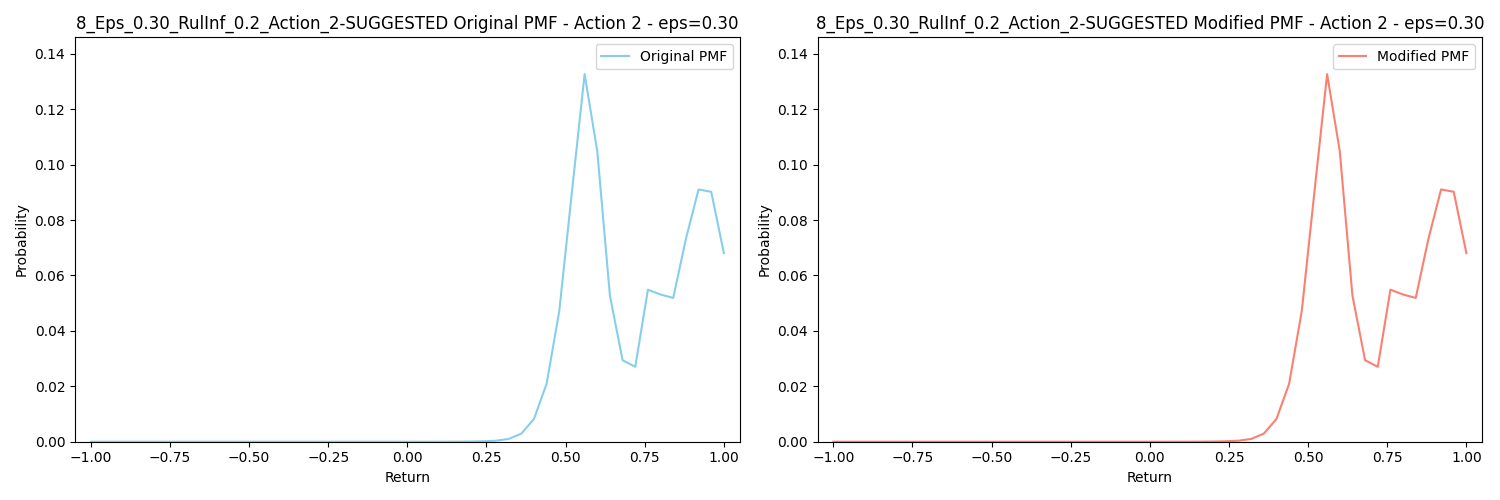 8_Eps_0.30_RulInf_0.2_Action_2-SUGGESTED Original PMF - Action 2 - eps=0.30
Original PMF
0.14
0.12
0.10
0.08
0.06
0.04
0.02
0.00
Probability
−1.00 −0.75 −0.50 −0.25 0.00 0.25 0.50 0.75 1.00
Return
8_Eps_0.30_RulInf_0.2_Action_2-SUGGESTED Modified PMF - Action 2 - eps=0.30
Modified PMF
0.14
0.12
0.10
0.08
0.06
0.04
0.02
0.00
Probability
−1.00 −0.75 −0.50 −0.25 0.00 0.25 0.50 0.75 1.00
Return